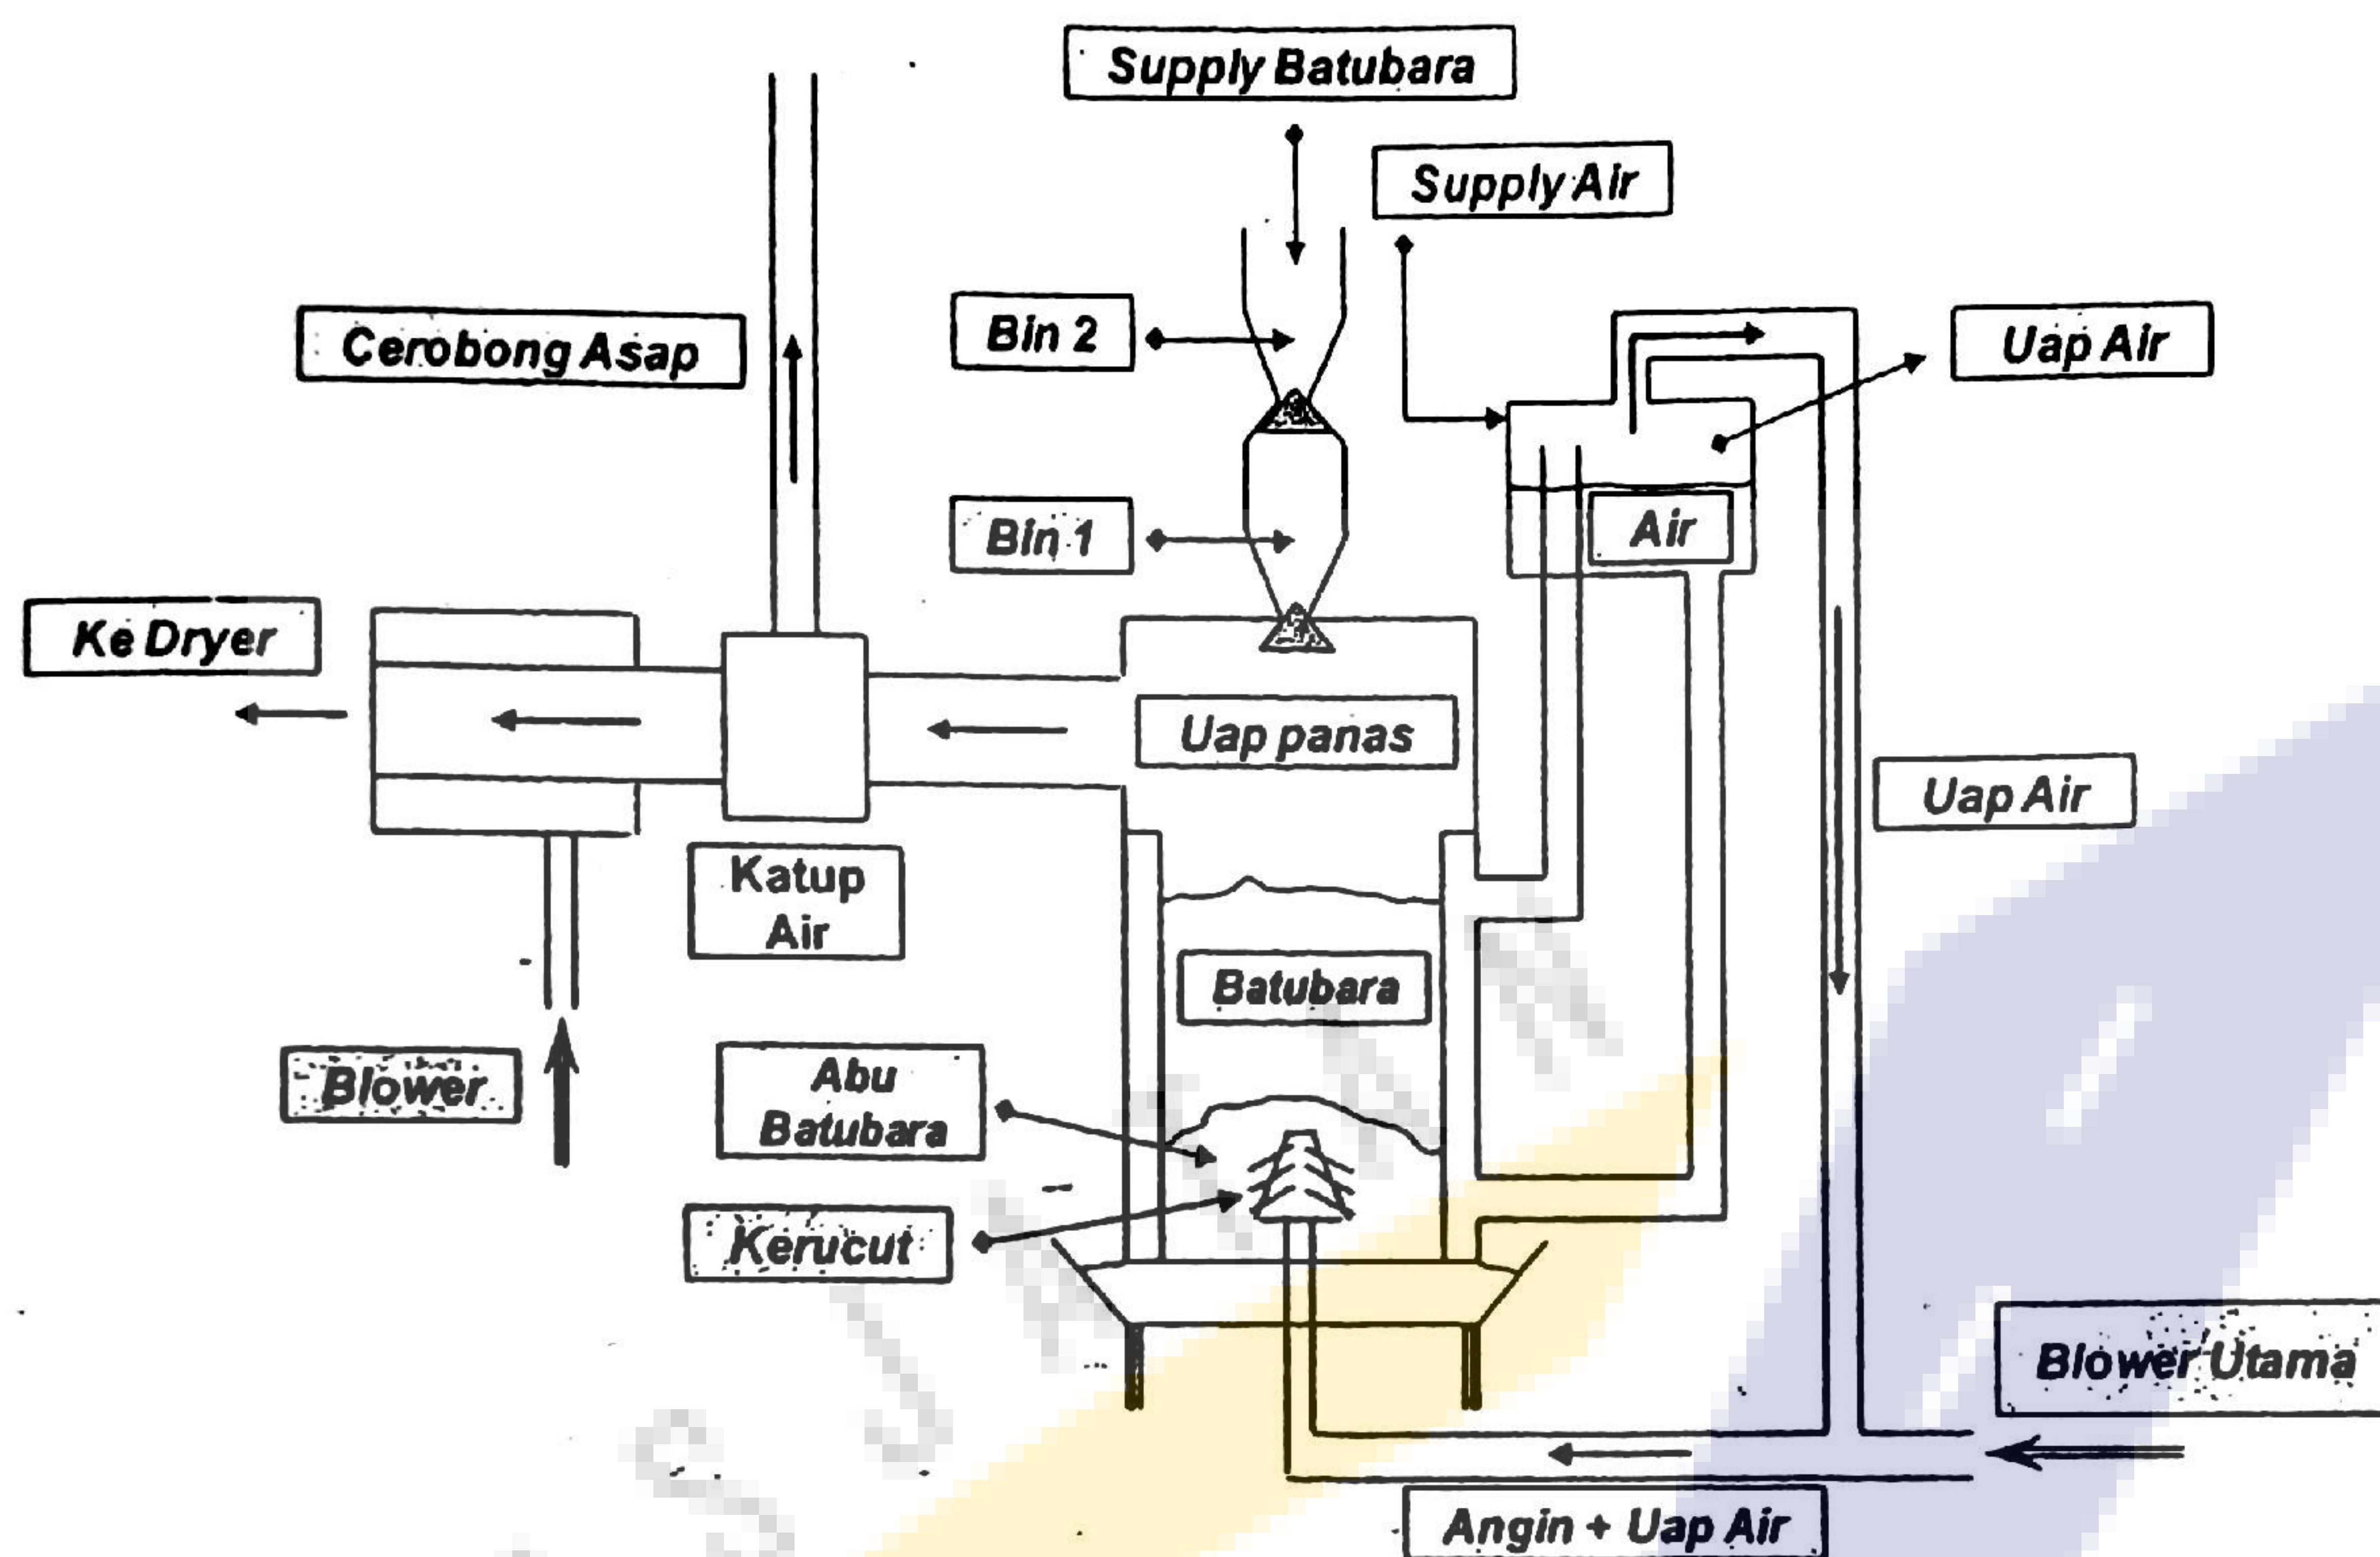 Supply Batubara
Supply Air
Bin 2
Uap Air
Cerobong Asap
Bin 1
Air
Ke Dryer
Uap panas
Uap Air
Katup
Air
Batubara
Abu
Batubara
Blower
Kerucut
Blower Utama
Angin + Uap Air